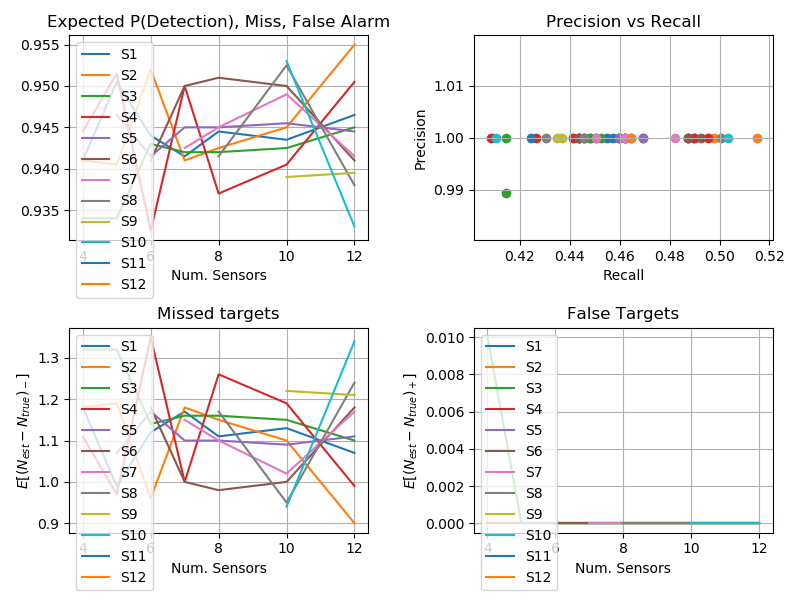 Expected P(Detection), Miss, False Alarm
0.955
0.950
0.945
0.940
0.935
S1
S2
S3
S4
S5
S6
S7
S8
S9
S10
S11
S12
4 6 8 10 12
Num. Sensors
Precision vs Recall
Precision
1.01
1.00
0.99
0.42 0.44 0.46 0.48 0.50 0.52
Recall
Missed targets
E[(N_est − N_true)_−]
1.3
1.2
1.1
1.0
0.9
S1
S2
S3
S4
S5
S6
S7
S8
S9
S10
S11
S12
4 6 8 10 12
Num. Sensors
False Targets
E[(N_est − N_true)_+]
0.010
0.008
0.006
0.004
0.002
0.000
S1
S2
S3
S4
S5
S6
S7
S8
S9
S10
S11
S12
4 6 8 10 12
Num. Sensors